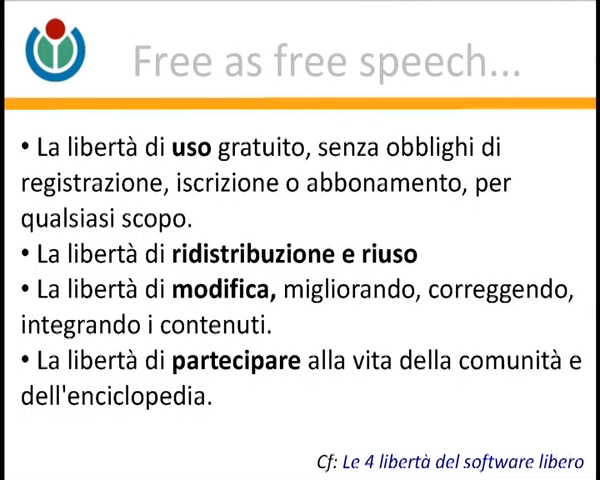 Free as free speech...
• La libertà di uso gratuito, senza obblighi di
registrazione, iscrizione o abbonamento, per
qualsiasi scopo.
• La libertà di ridistribuzione e riuso
• La libertà di modifica, migliorando, correggendo,
integrando i contenuti.
• La libertà di partecipare alla vita della comunità e
dell'enciclopedia.
Cf: Le 4 libertà del software libero